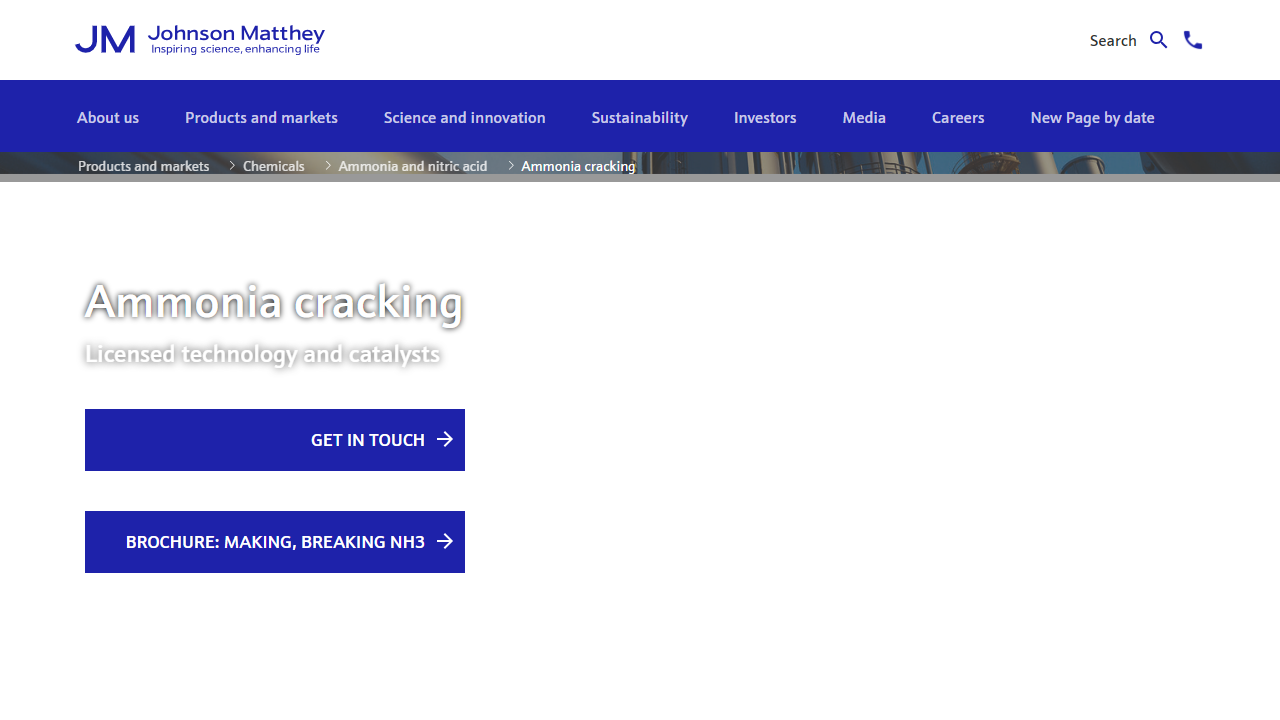 JM Johnson Matthey
Inspiring science, enhancing life
Search
About us Products and markets Science and innovation Sustainability Investors Media Careers New Page by date
Products and markets Chemicals Ammonia and nitric acid Ammonia cracking
Ammonia cracking
Licensed technology and catalysts
GET IN TOUCH
BROCHURE: MAKING, BREAKING NH3